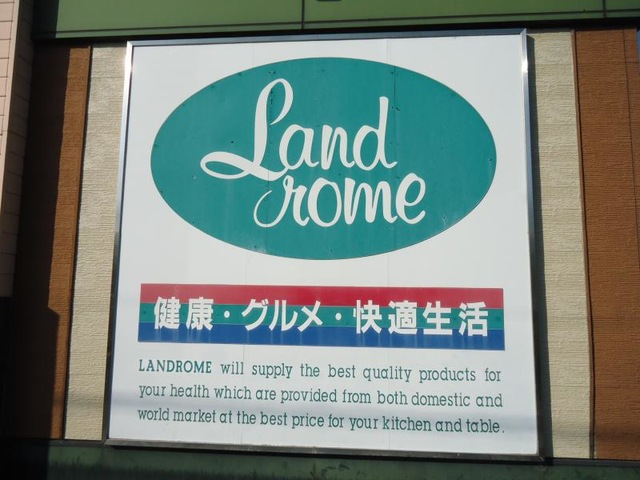 Land
rome
健康・グルメ・快適生活
LANDROME will supply the best quality products for
your health which are provided from both domestic and
world market at the best price for your kitchen and table.